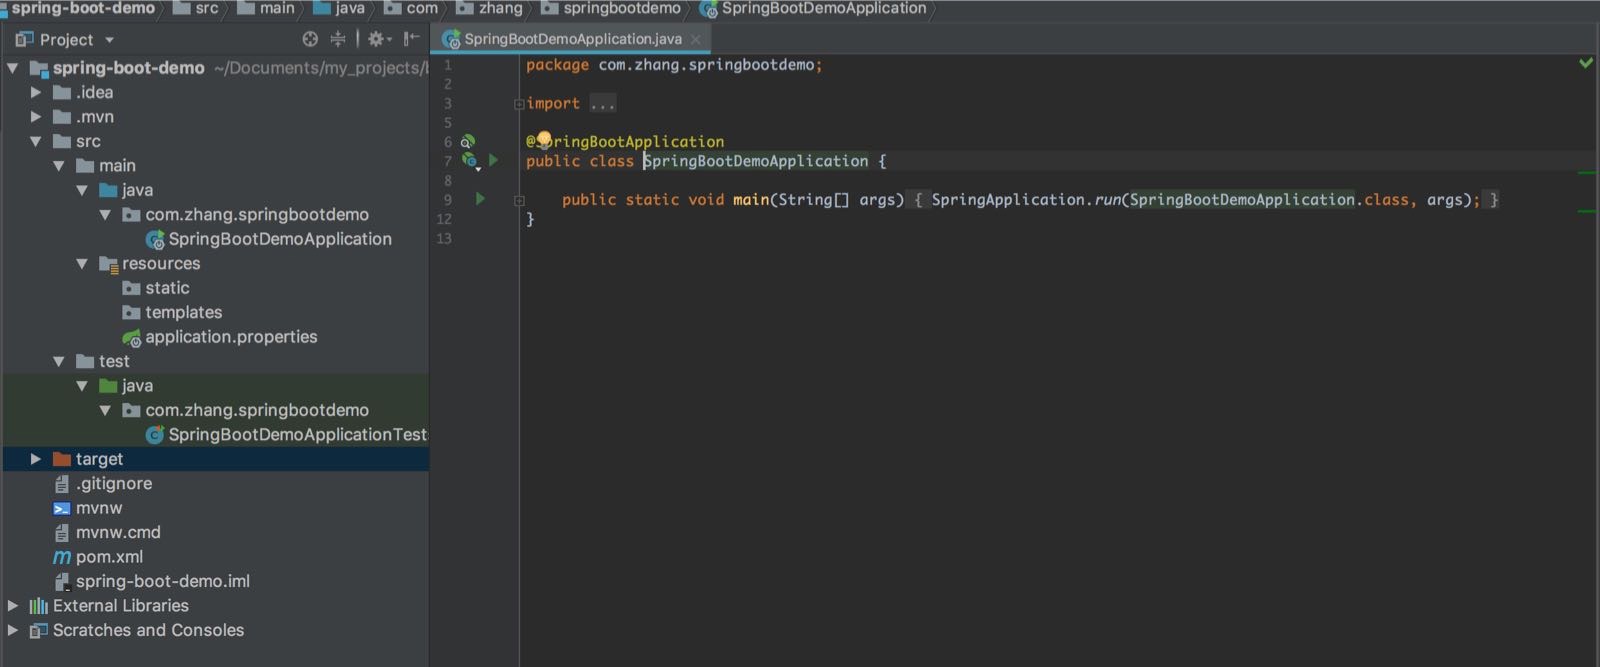 spring-boot-demo src main java com zhang springbootdemo SpringBootDemoApplication
Project
spring-boot-demo ~/Documents/my_projects/
.idea
.mvn
src
main
java
com.zhang.springbootdemo
SpringBootDemoApplication
resources
static
templates
application.properties
test
java
com.zhang.springbootdemo
SpringBootDemoApplicationTest
target
.gitignore
mvnw
mvnw.cmd
pom.xml
spring-boot-demo.iml
External Libraries
Scratches and Consoles
SpringBootDemoApplication.java
1 package com.zhang.springbootdemo;
2
3 import ...
5
6 @SpringBootApplication
7 public class SpringBootDemoApplication {
8
9 public static void main(String[] args) { SpringApplication.run(SpringBootDemoApplication.class, args); }
12 }
13